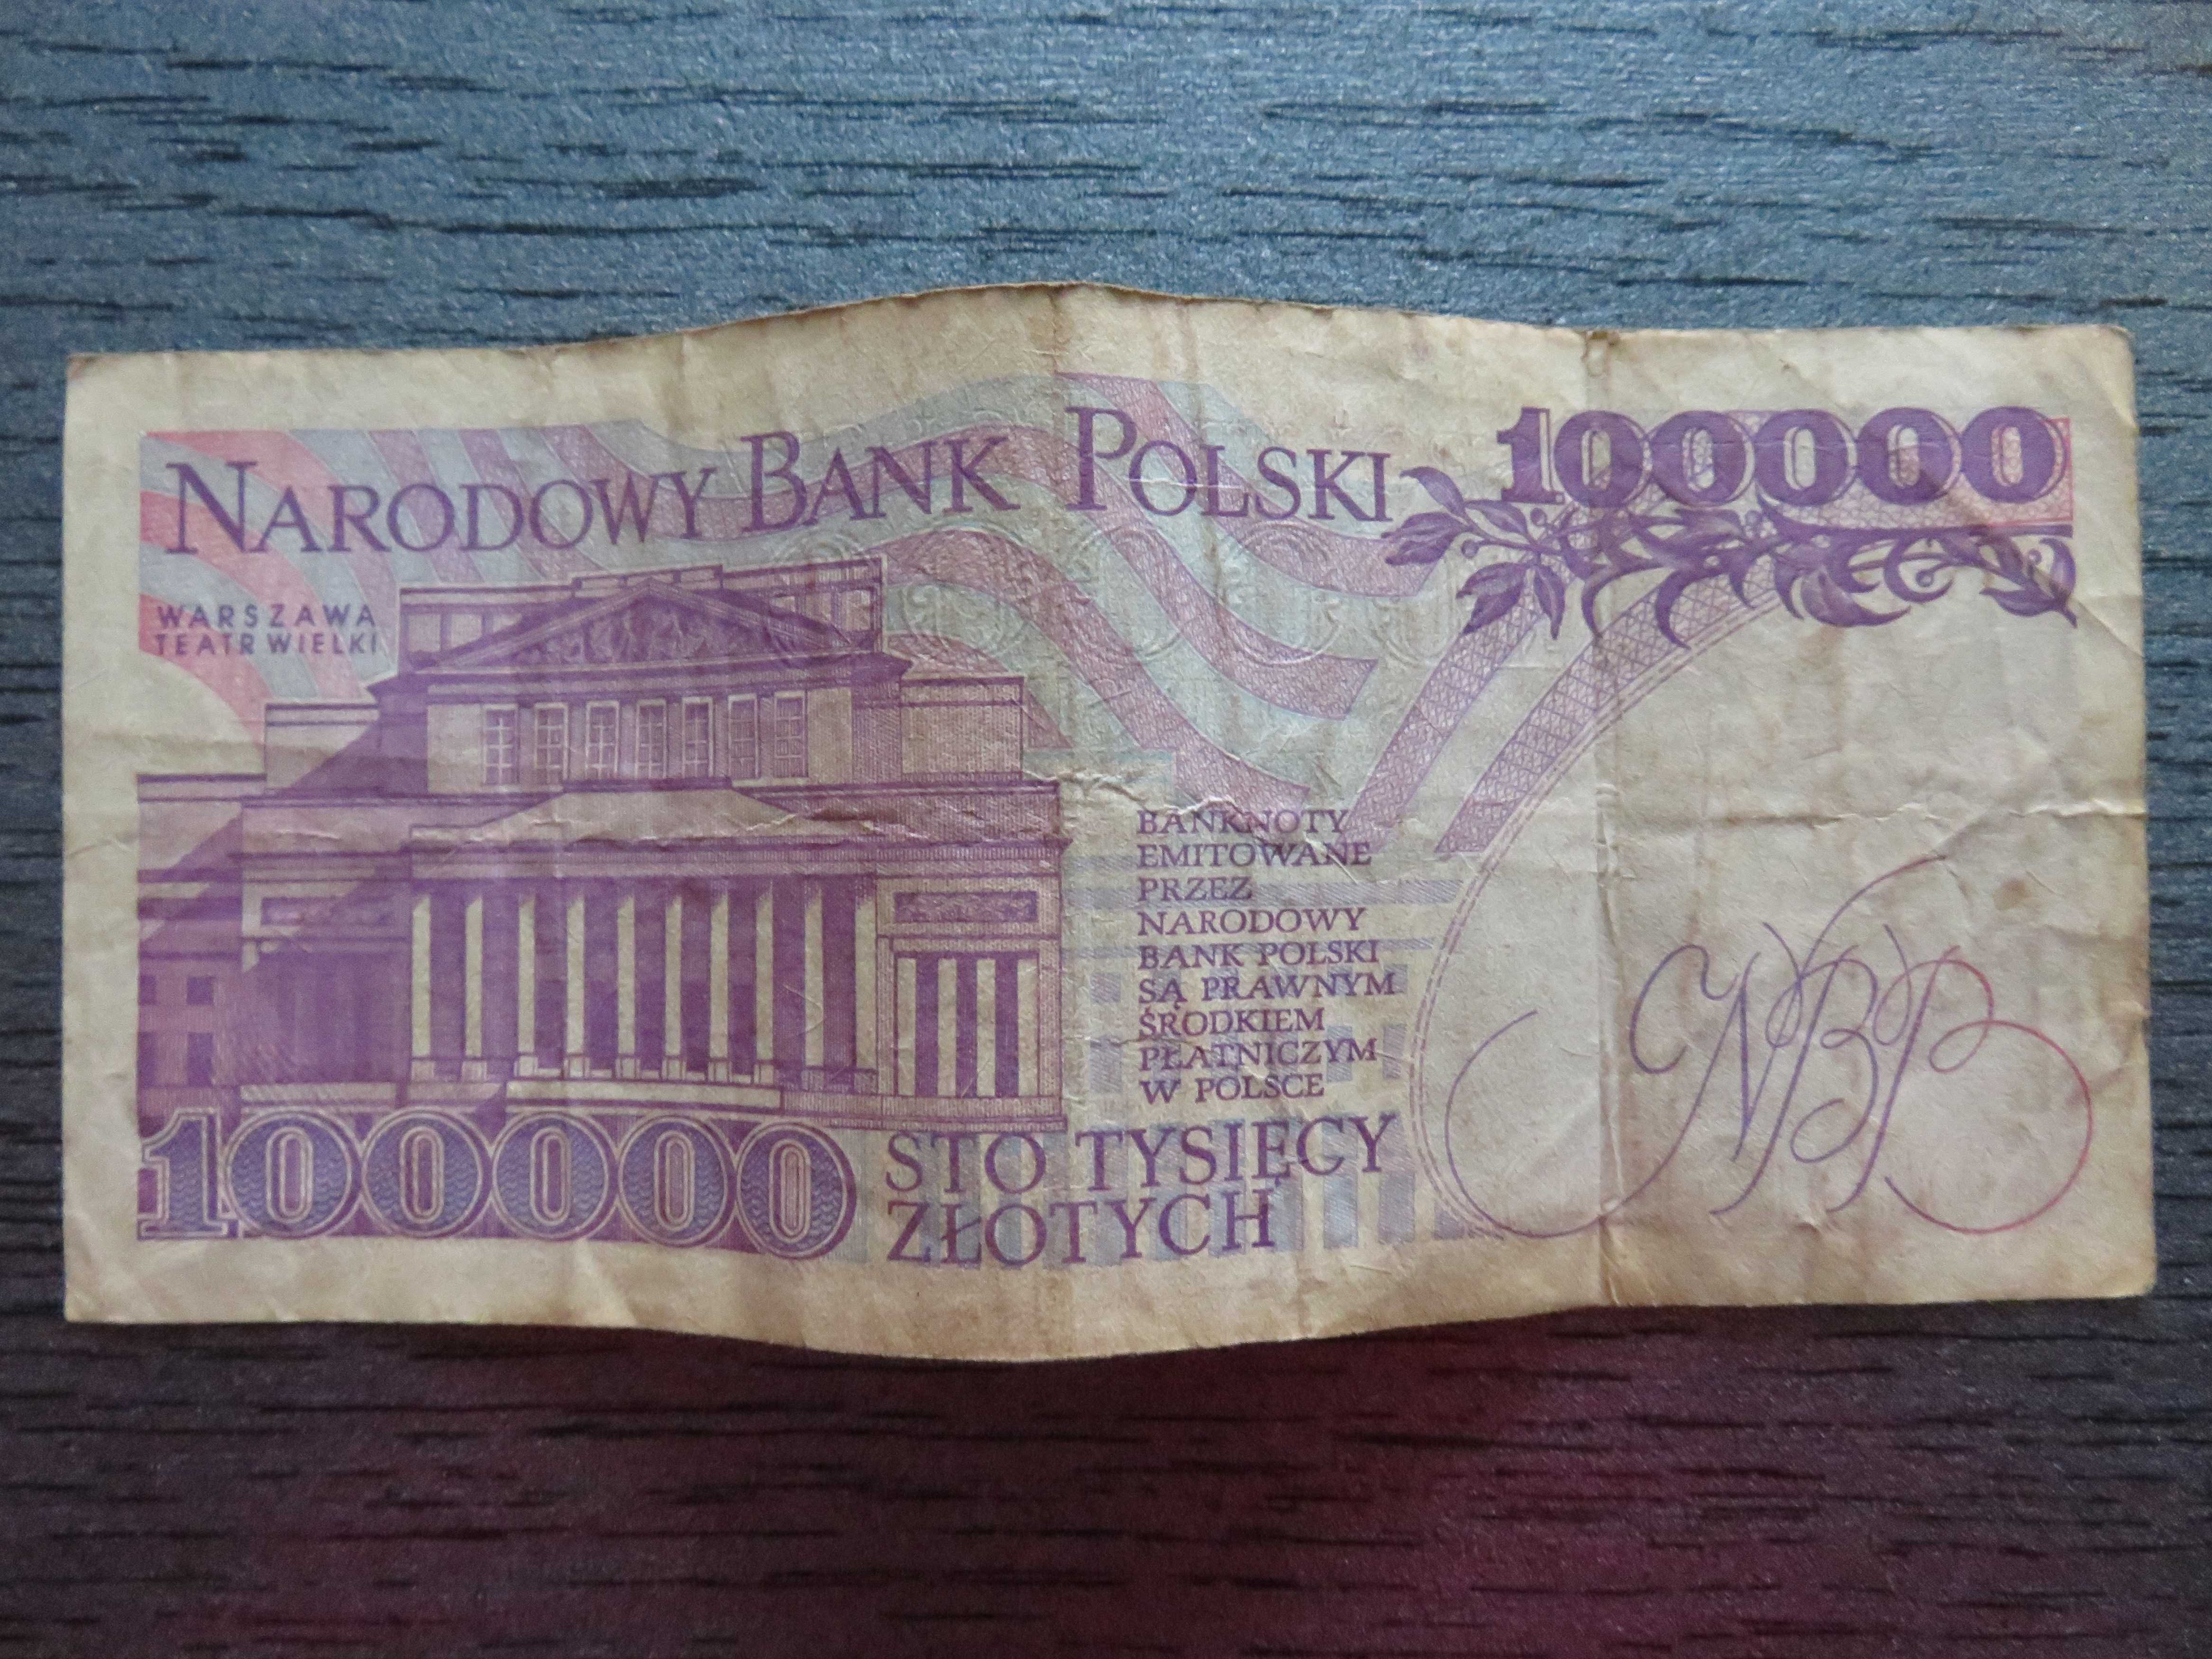 NARODOWY BANK POLSKI
100000
WARSZAWA
TEATR WIELKI
BANKNOTY
EMITOWANE
PRZEZ
NARODOWY
BANK POLSKI
SĄ PRAWNYM
ŚRODKIEM
PŁATNICZYM
W POLSCE
NBP
100000
STO TYSIĘCY
ZŁOTYCH